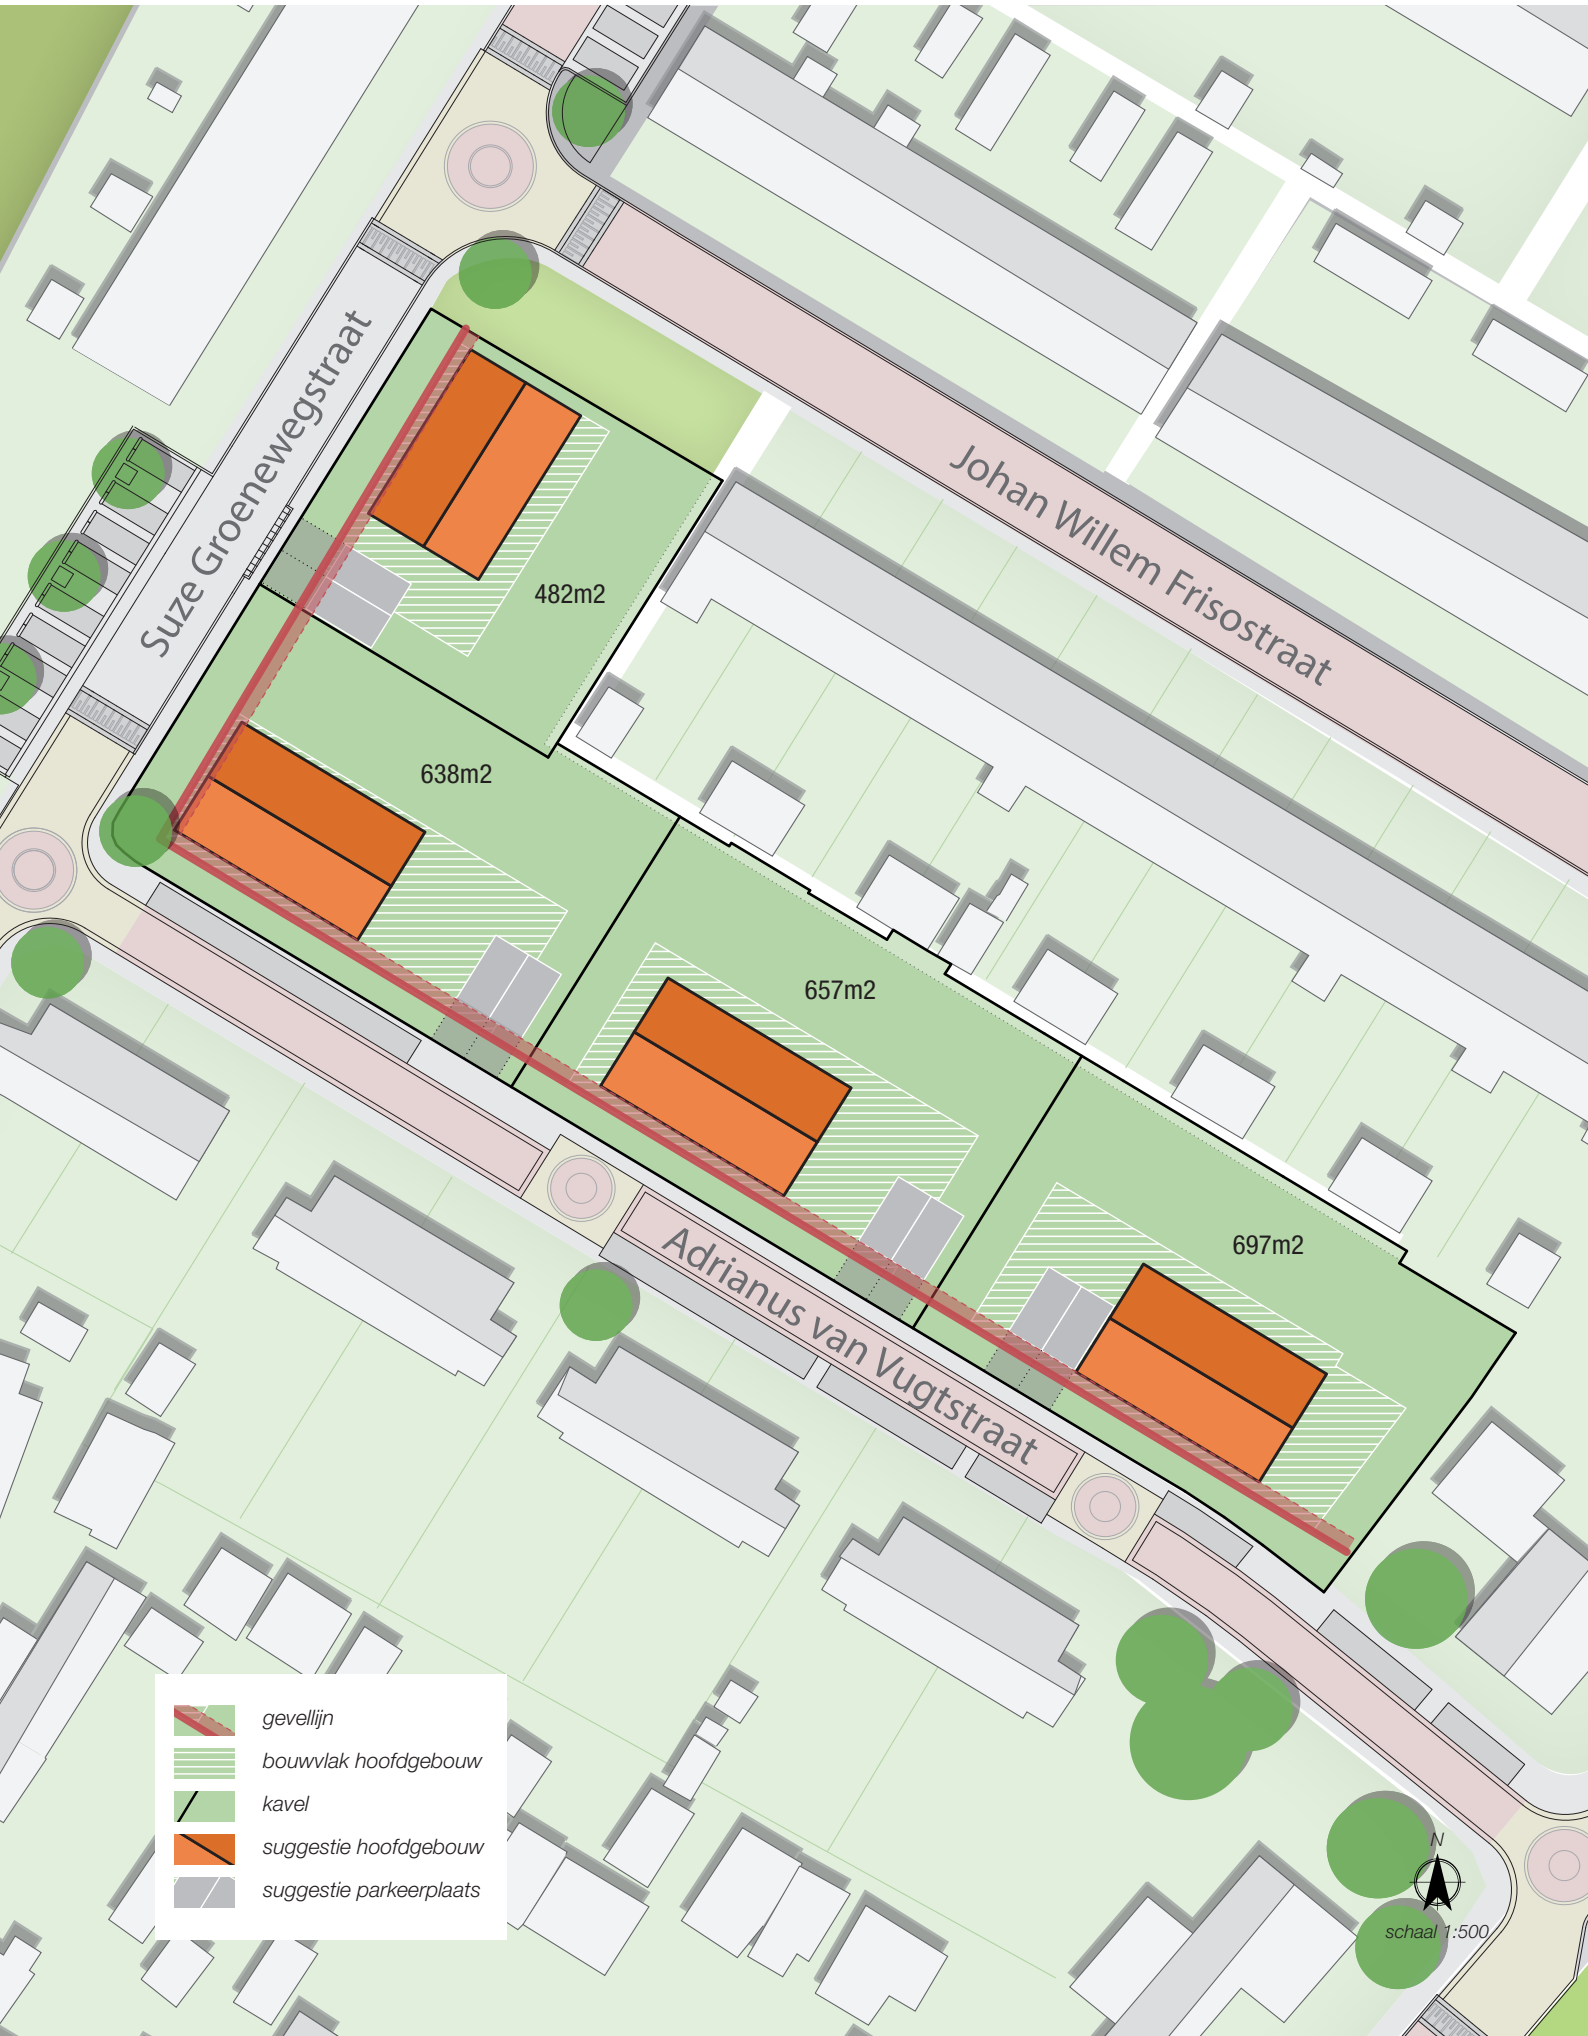 Suze Groenewegstraat
Johan Willem Frisostraat
482m2
638m2
657m2
697m2
Adrianus van Vugtstraat
gevellijn
bouwvlak hoofdgebouw
kavel
suggestie hoofdgebouw
suggestie parkeerplaats
N
schaal 1:500